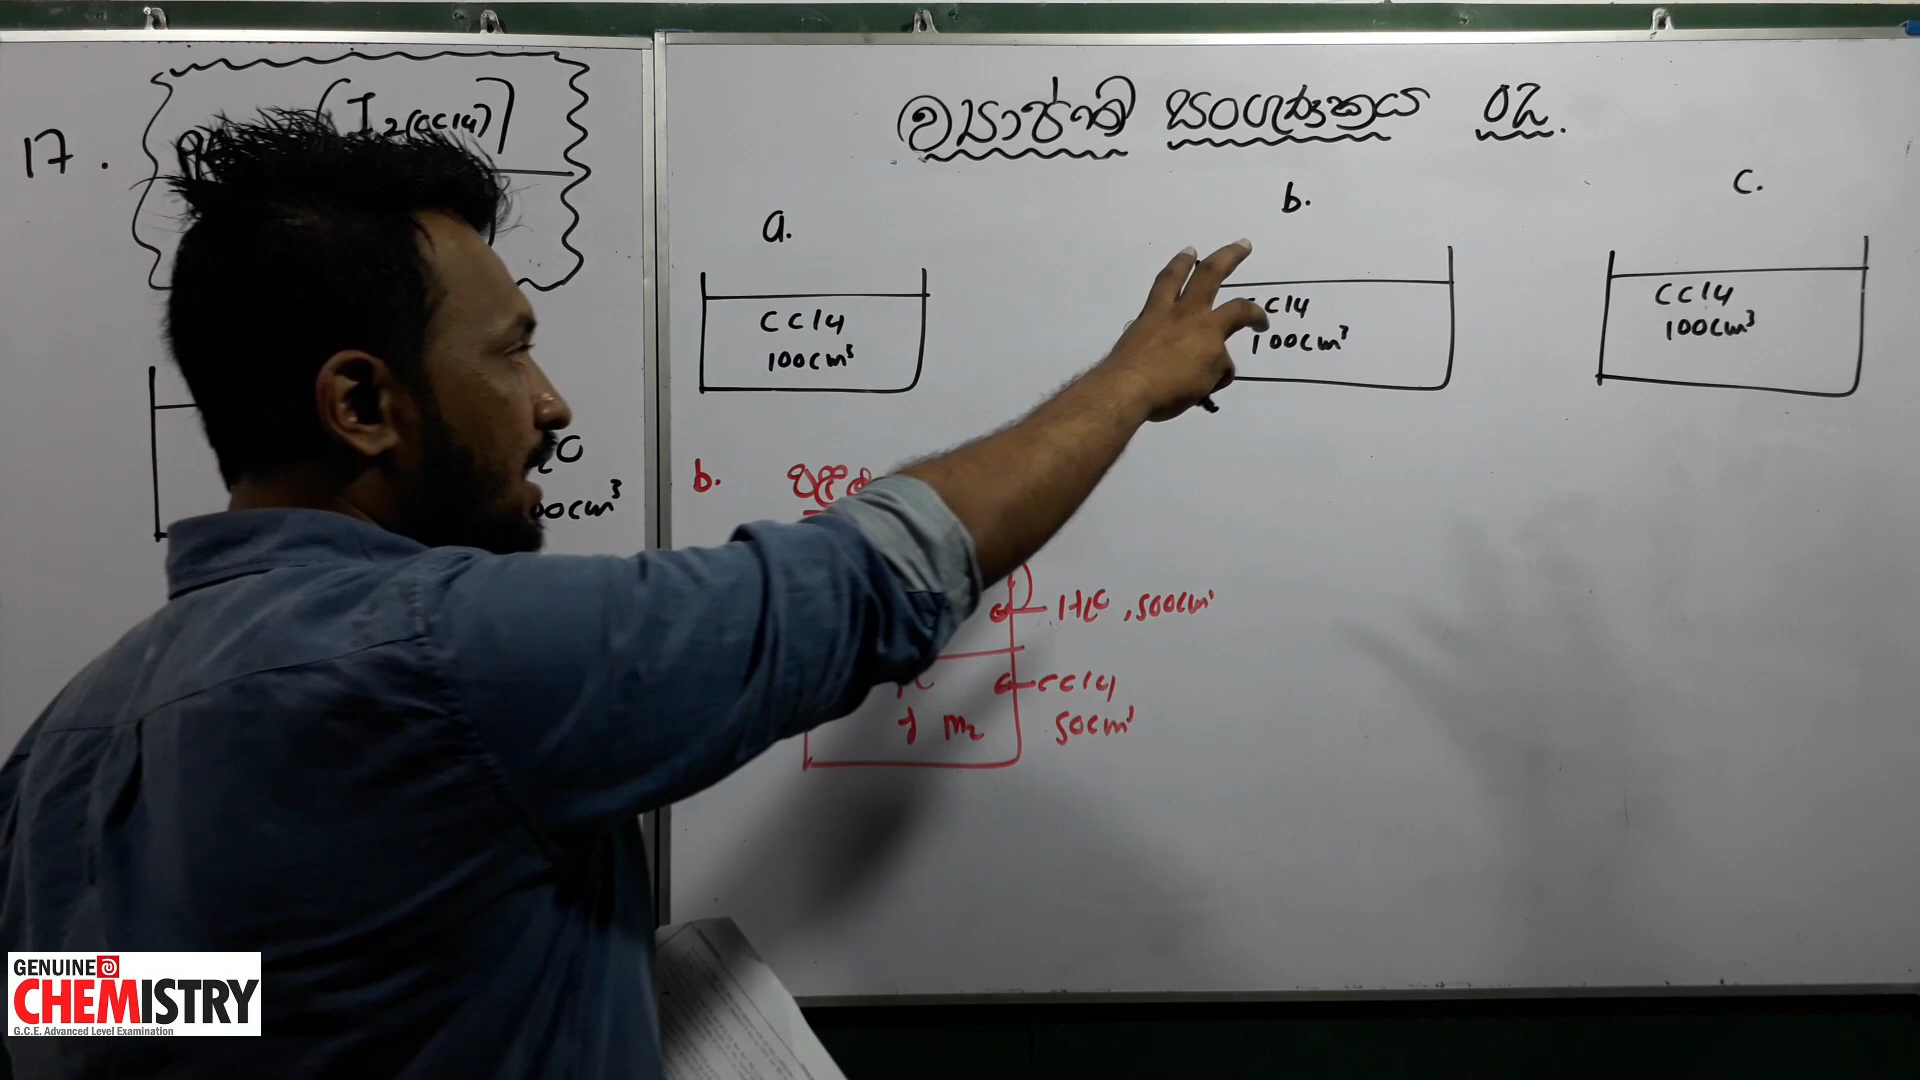 17.
[I2(CCl4)]
ව්‍යාප්ති සංගුණකය
a.
CCl4
100cm³
b.
CCl4
100cm³
c.
CCl4
100cm³
00cm³
b.
H2O, 500cm³
CCl4
50cm³
m2
GENUINE
CHEMISTRY
G.C.E. Advanced Level Examination